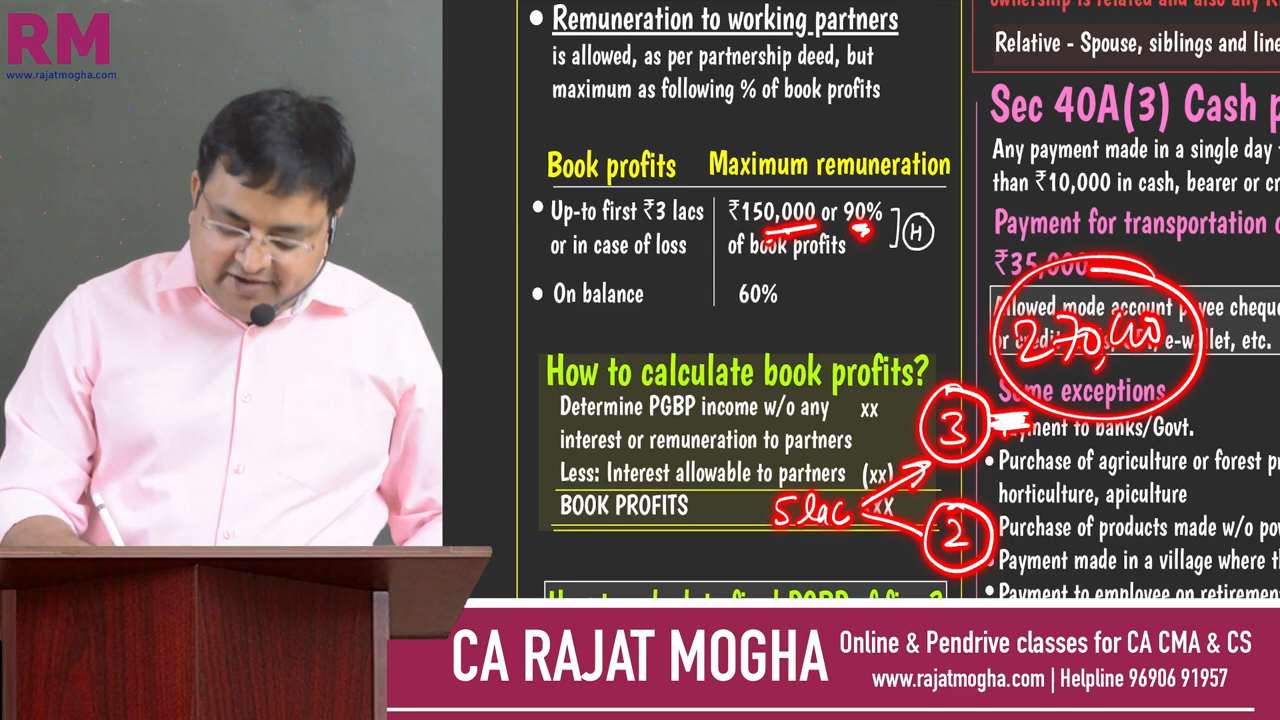 RM
www.rajatmogha.com
• Remuneration to working partners
is allowed, as per partnership deed, but
maximum as following % of book profits
Book profits Maximum remuneration
• Up-to first ₹3 lacs
or in case of loss
₹150,000 or 90%
of book profits
H
• On balance 60%
How to calculate book profits?
Determine PGBP income w/o any xx
interest or remuneration to partners
Less: Interest allowable to partners (xx)
BOOK PROFITS
5 lac
3
2
270,000
Relative - Spouse, siblings and line
Sec 40A(3) Cash p
Any payment made in a single day
than ₹10,000 in cash, bearer or cr
Payment for transportation
₹35,000
Allowed mode account payee cheque
e-wallet, etc.
Some exceptions
Payment to banks/Govt.
• Purchase of agriculture or forest pr
horticulture, apiculture
Purchase of products made w/o pow
• Payment made in a village where th
• Payment to employee on retirement
CA RAJAT MOGHA
Online & Pendrive classes for CA CMA & CS
www.rajatmogha.com | Helpline 96906 91957